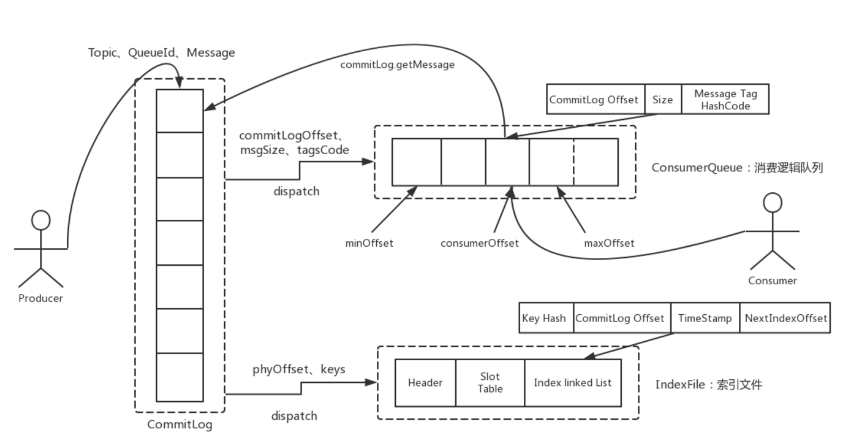 Topic、QueueId、Message
commitLog.getMessage
CommitLog Offset
Size
Message Tag
HashCode
commitLogOffset、
msgSize、tagsCode
dispatch
ConsumerQueue：消费逻辑队列
minOffset
consumerOffset
maxOffset
Producer
Consumer
Key Hash
CommitLog Offset
TimeStamp
NextIndexOffset
phyOffset、keys
dispatch
Header
Slot
Table
Index linked List
IndexFile：索引文件
CommitLog